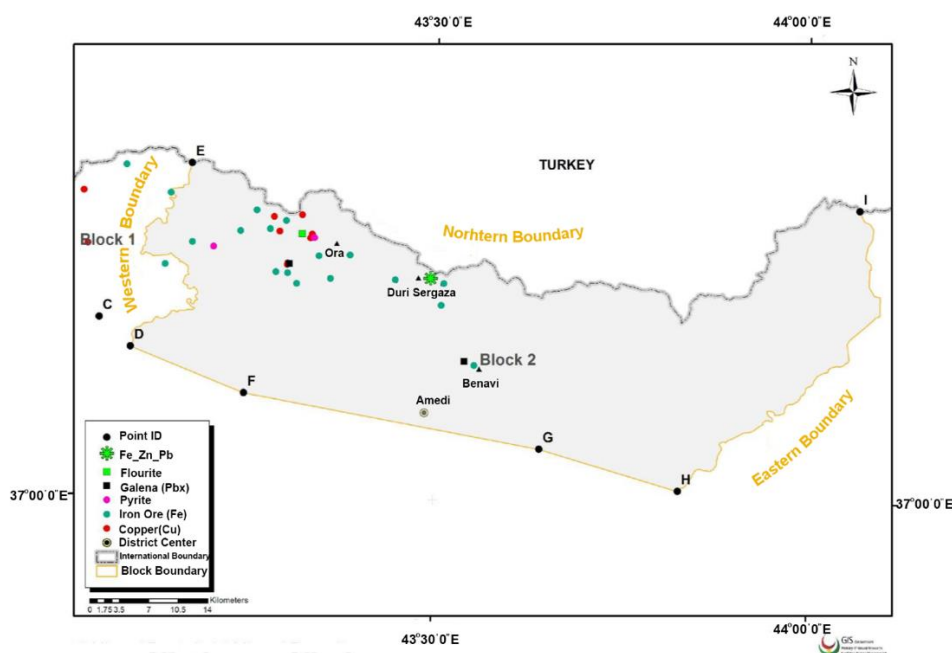 43°30'0"E
44°00'0"E
N
E
TURKEY
I
Western Boundary
Norhtern Boundary
Block 1
Ora
Duri Sergaza
C
D
Block 2
Benavi
F
Amedi
Eastern Boundary
G
H
Point ID
Fe_Zn_Pb
Flourite
Galena (Pbx)
Pyrite
Iron Ore (Fe)
Copper(Cu)
District Center
International Boundary
Block Boundary
37°00'0"E
37°00'0"E
Kilometers
0 1.75 3.5 7 10.5 14
43°30'0"E
44°00'0"E
GIS